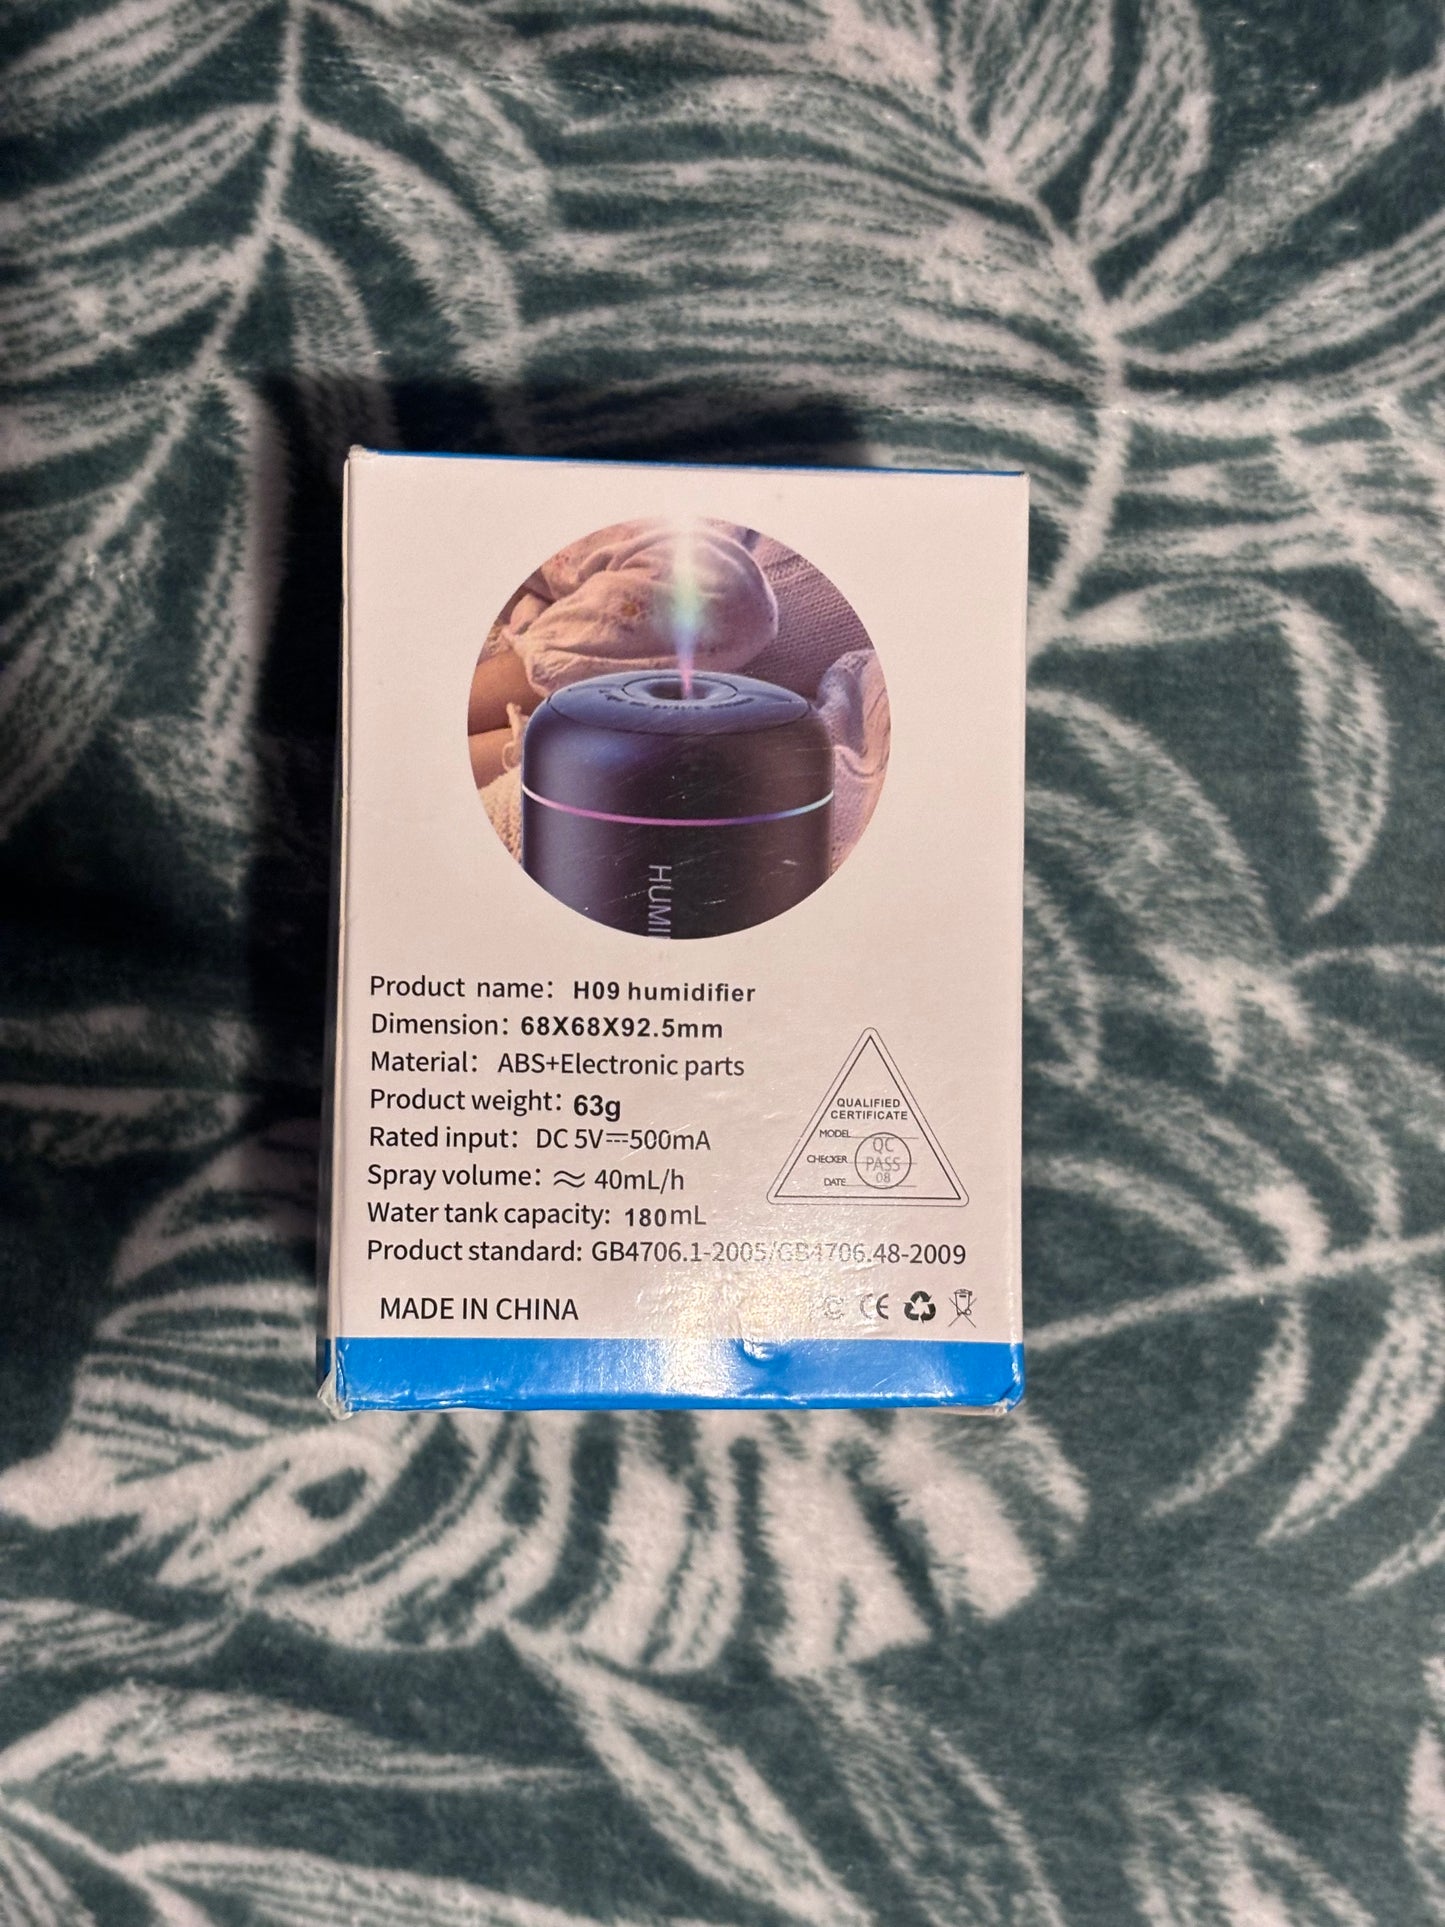 HUMI
Product name： H09 humidifier
Dimension：68X68X92.5mm
Material： ABS+Electronic parts
Product weight：63g
Rated input： DC 5V⎓500mA
Spray volume：≈ 40mL/h
Water tank capacity: 180mL
Product standard: GB4706.1-2005/GB4706.48-2009
QUALIFIED
CERTIFICATE
MODEL
CHECKER
DATE
QC
PASS
08
MADE IN CHINA
CE